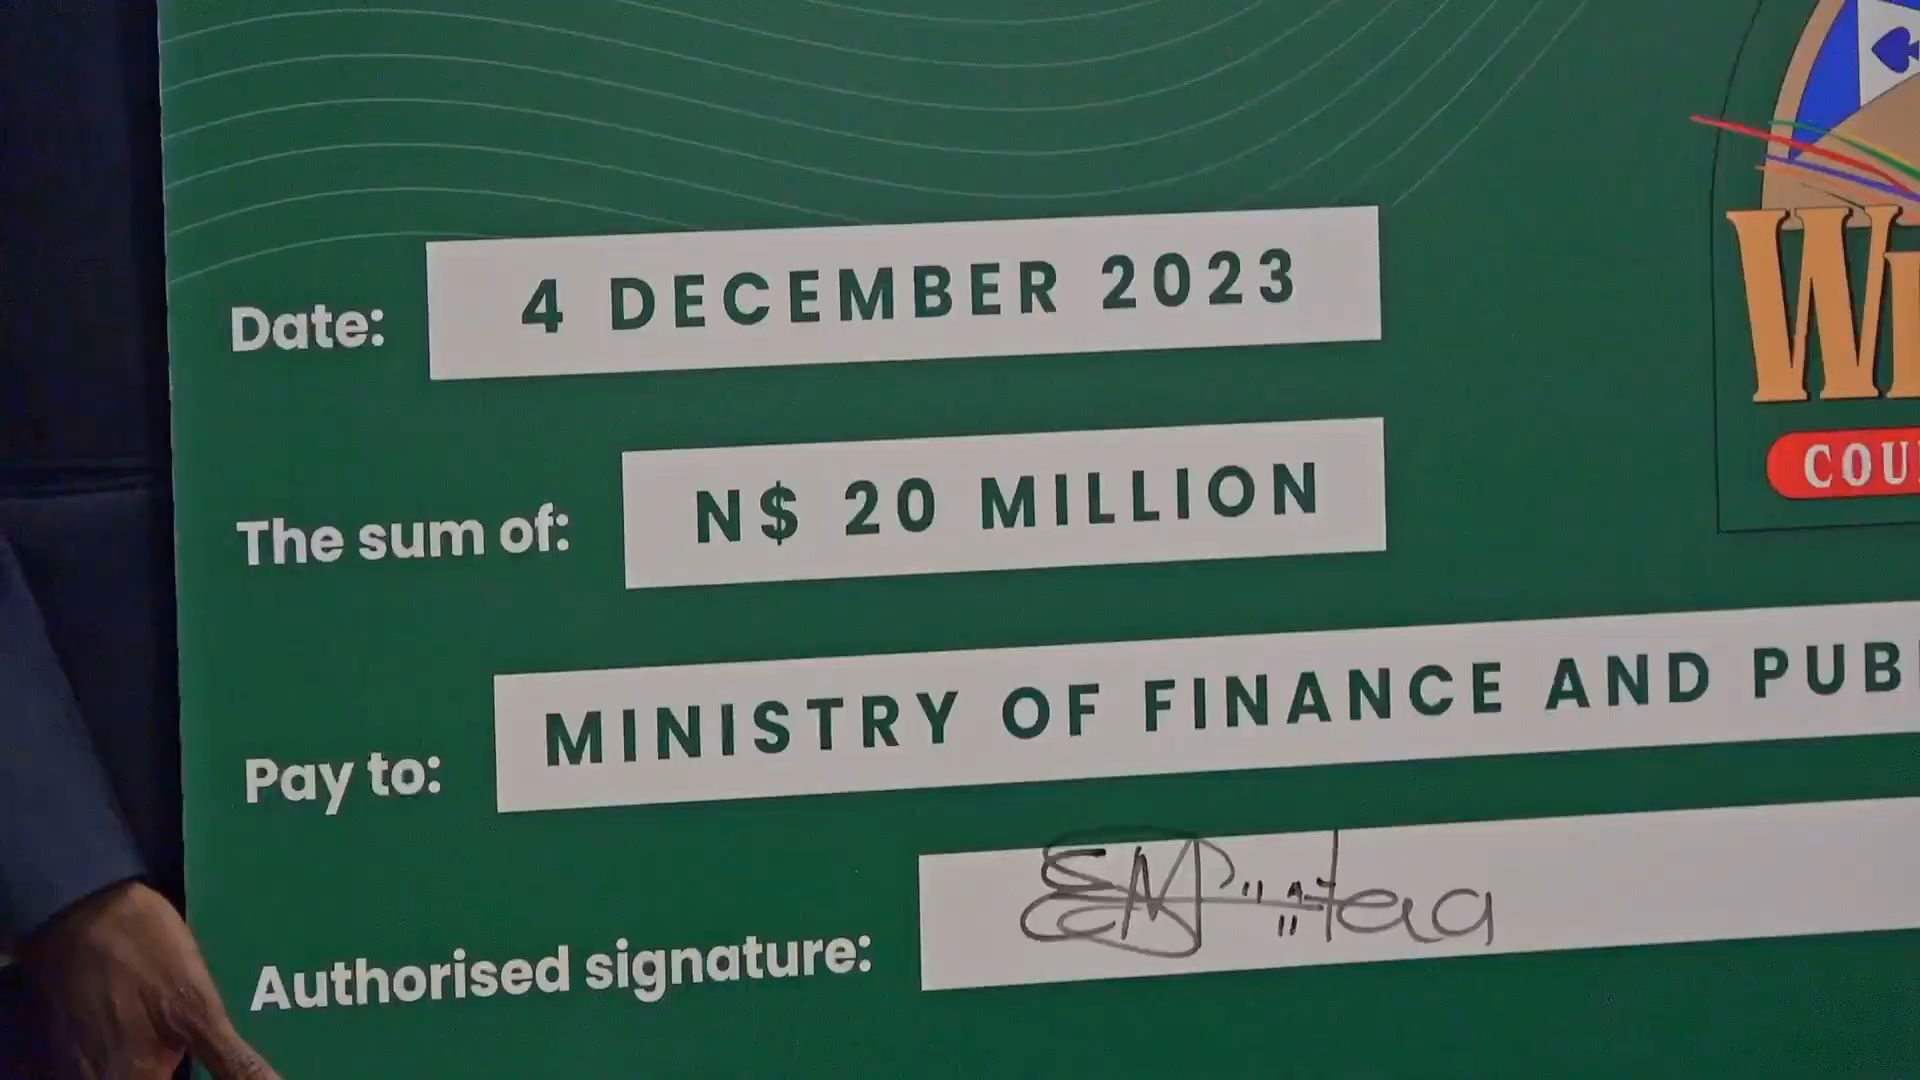 Date: 4 DECEMBER 2023
The sum of: N$ 20 MILLION
Pay to: MINISTRY OF FINANCE AND PUB
Authorised signature:
COU